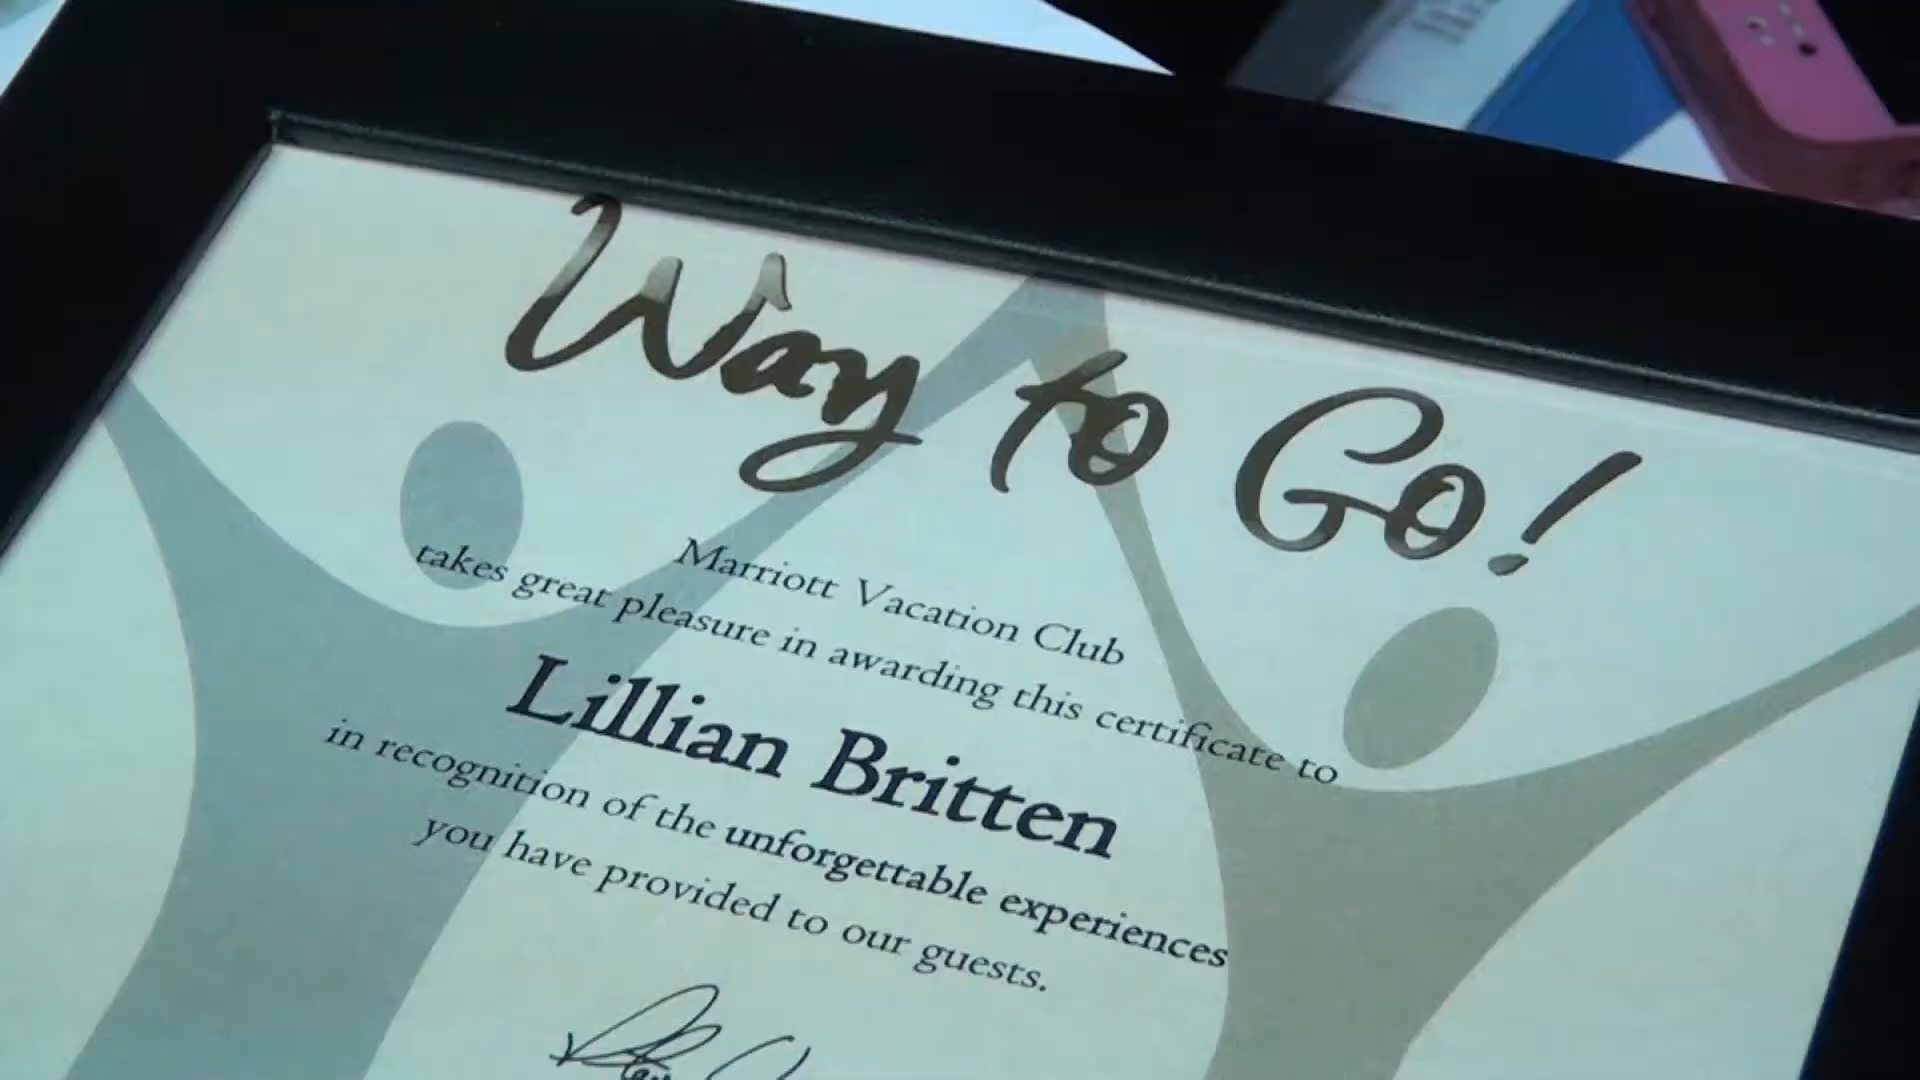 Way to Go!
Marriott Vacation Club
takes great pleasure in awarding this certificate to
Lillian Britten
in recognition of the unforgettable experiences
you have provided to our guests.